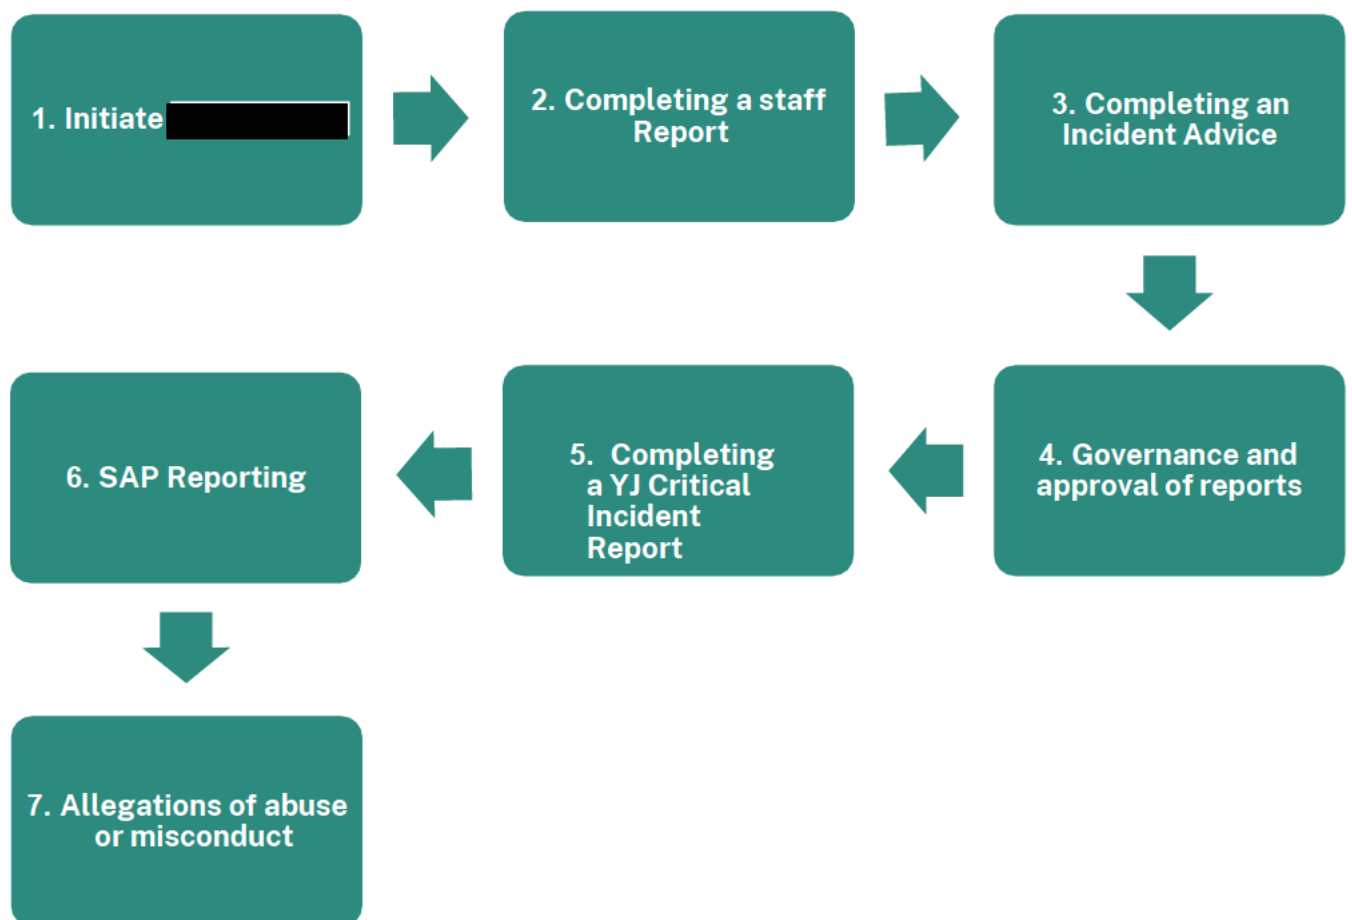 1. Initiate
2. Completing a staff
Report
3. Completing an
Incident Advice
4. Governance and
approval of reports
5. Completing
a YJ Critical
Incident
Report
6. SAP Reporting
7. Allegations of abuse
or misconduct